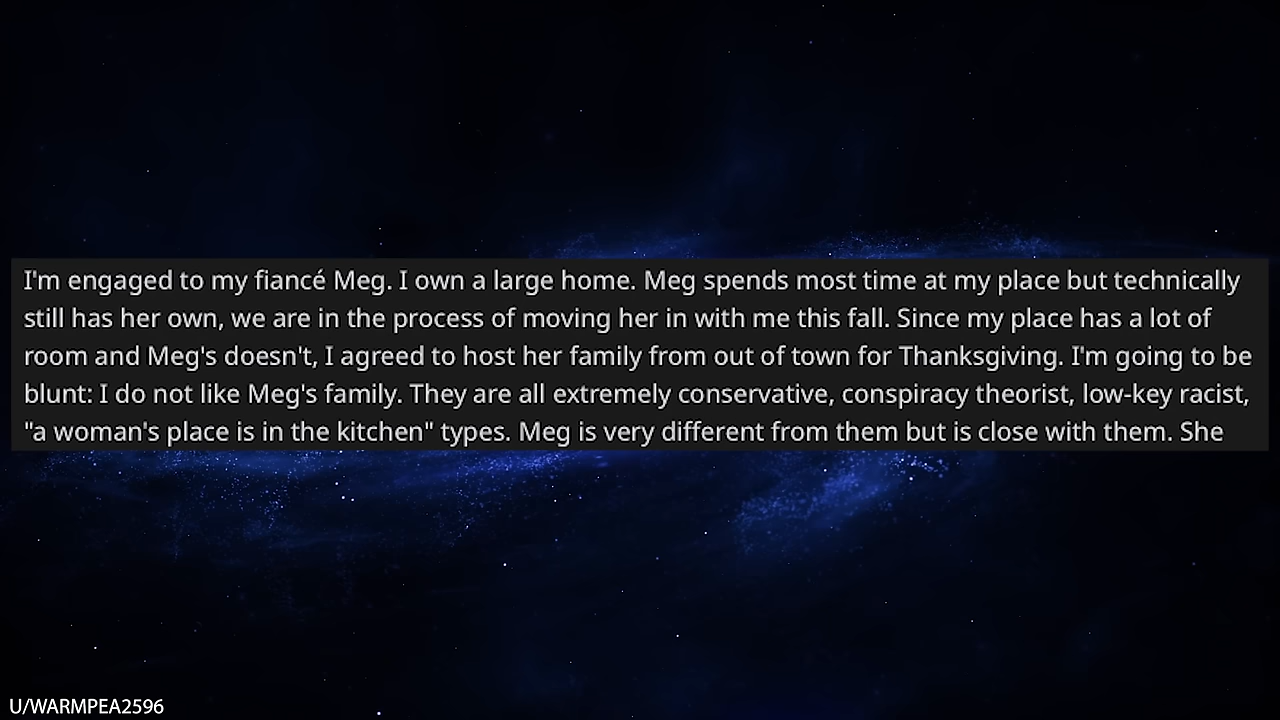 I'm engaged to my fiancé Meg. I own a large home. Meg spends most time at my place but technically
still has her own, we are in the process of moving her in with me this fall. Since my place has a lot of
room and Meg's doesn't, I agreed to host her family from out of town for Thanksgiving. I'm going to be
blunt: I do not like Meg's family. They are all extremely conservative, conspiracy theorist, low-key racist,
"a woman's place is in the kitchen" types. Meg is very different from them but is close with them. She
U/WARMPEA2596